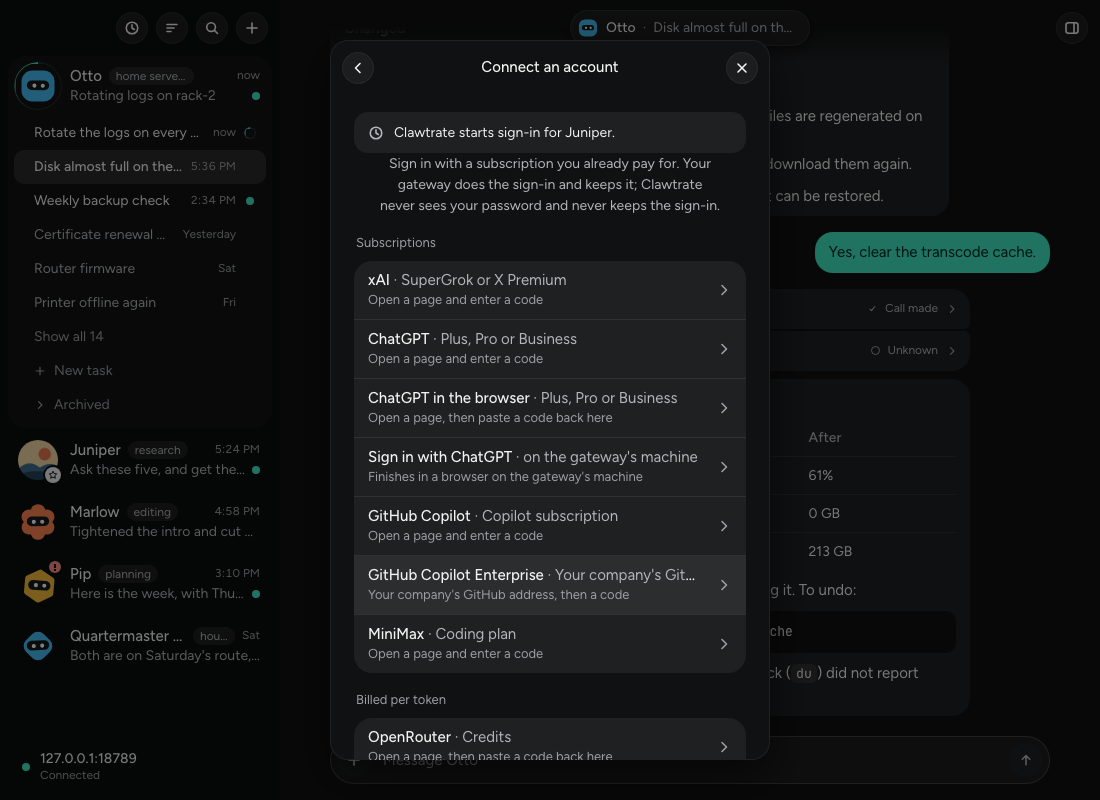 Otto · Disk almost full on th...
Otto home serve... now
Rotating logs on rack-2
Rotate the logs on every ... now
Disk almost full on the... 5:36 PM
Weekly backup check 2:34 PM
Certificate renewal ... Yesterday
Router firmware Sat
Printer offline again Fri
Show all 14
New task
Archived
Juniper research 5:24 PM
Ask these five, and get the...
Marlow editing 4:58 PM
Tightened the intro and cut ...
Pip planning 3:10 PM
Here is the week, with Thu...
Quartermaster ... hou... Sat
Both are on Saturday's route,...
127.0.0.1:18789
Connected
Connect an account
Clawtrate starts sign-in for Juniper.
Sign in with a subscription you already pay for. Your
gateway does the sign-in and keeps it; Clawtrate
never sees your password and never keeps the sign-in.
Subscriptions
xAI · SuperGrok or X Premium
Open a page and enter a code
ChatGPT · Plus, Pro or Business
Open a page and enter a code
ChatGPT in the browser · Plus, Pro or Business
Open a page, then paste a code back here
Sign in with ChatGPT · on the gateway's machine
Finishes in a browser on the gateway's machine
GitHub Copilot · Copilot subscription
Open a page and enter a code
GitHub Copilot Enterprise · Your company's Git...
Your company's GitHub address, then a code
MiniMax · Coding plan
Open a page and enter a code
Billed per token
OpenRouter · Credits
Open a page, then paste a code back here
Message Otto
are regenerated on
download them again.
can be restored.
Yes, clear the transcode cache.
Call made
Unknown
After
61%
0 GB
213 GB
it. To undo:
(du) did not report